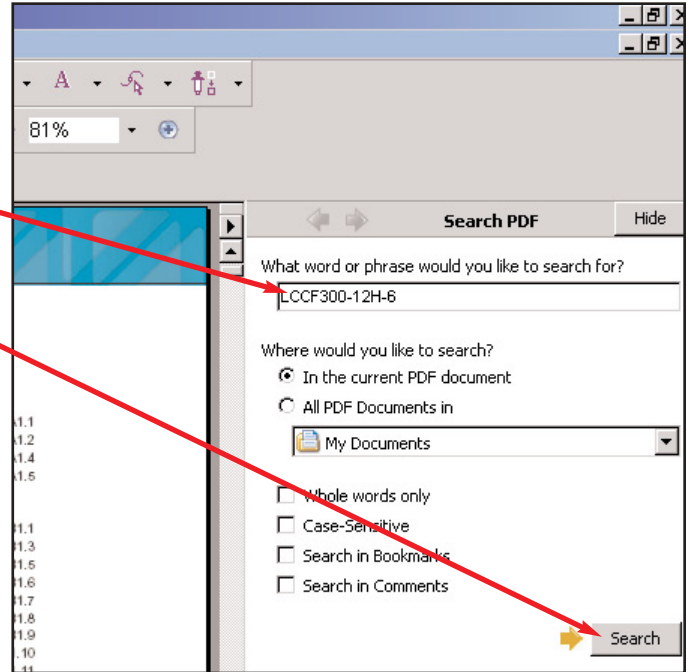 A
81%
Search PDF
Hide
What word or phrase would you like to search for?
LCCF300-12H-6
Where would you like to search?
In the current PDF document
All PDF Documents in
My Documents
Whole words only
Case-Sensitive
Search in Bookmarks
Search in Comments
Search